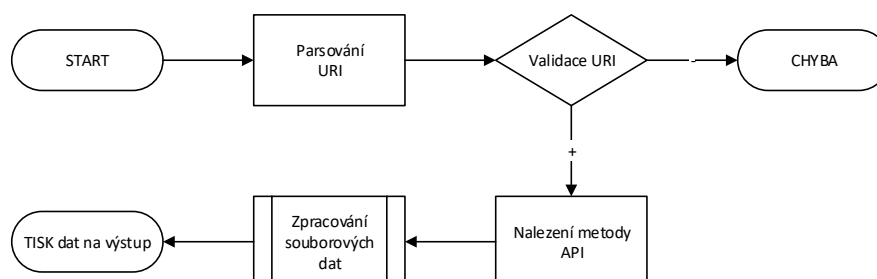 START
Parsování
URI
Validace URI
-
CHYBA
+
TISK dat na výstup
Zpracování
souborových
dat
Nalezení metody
API